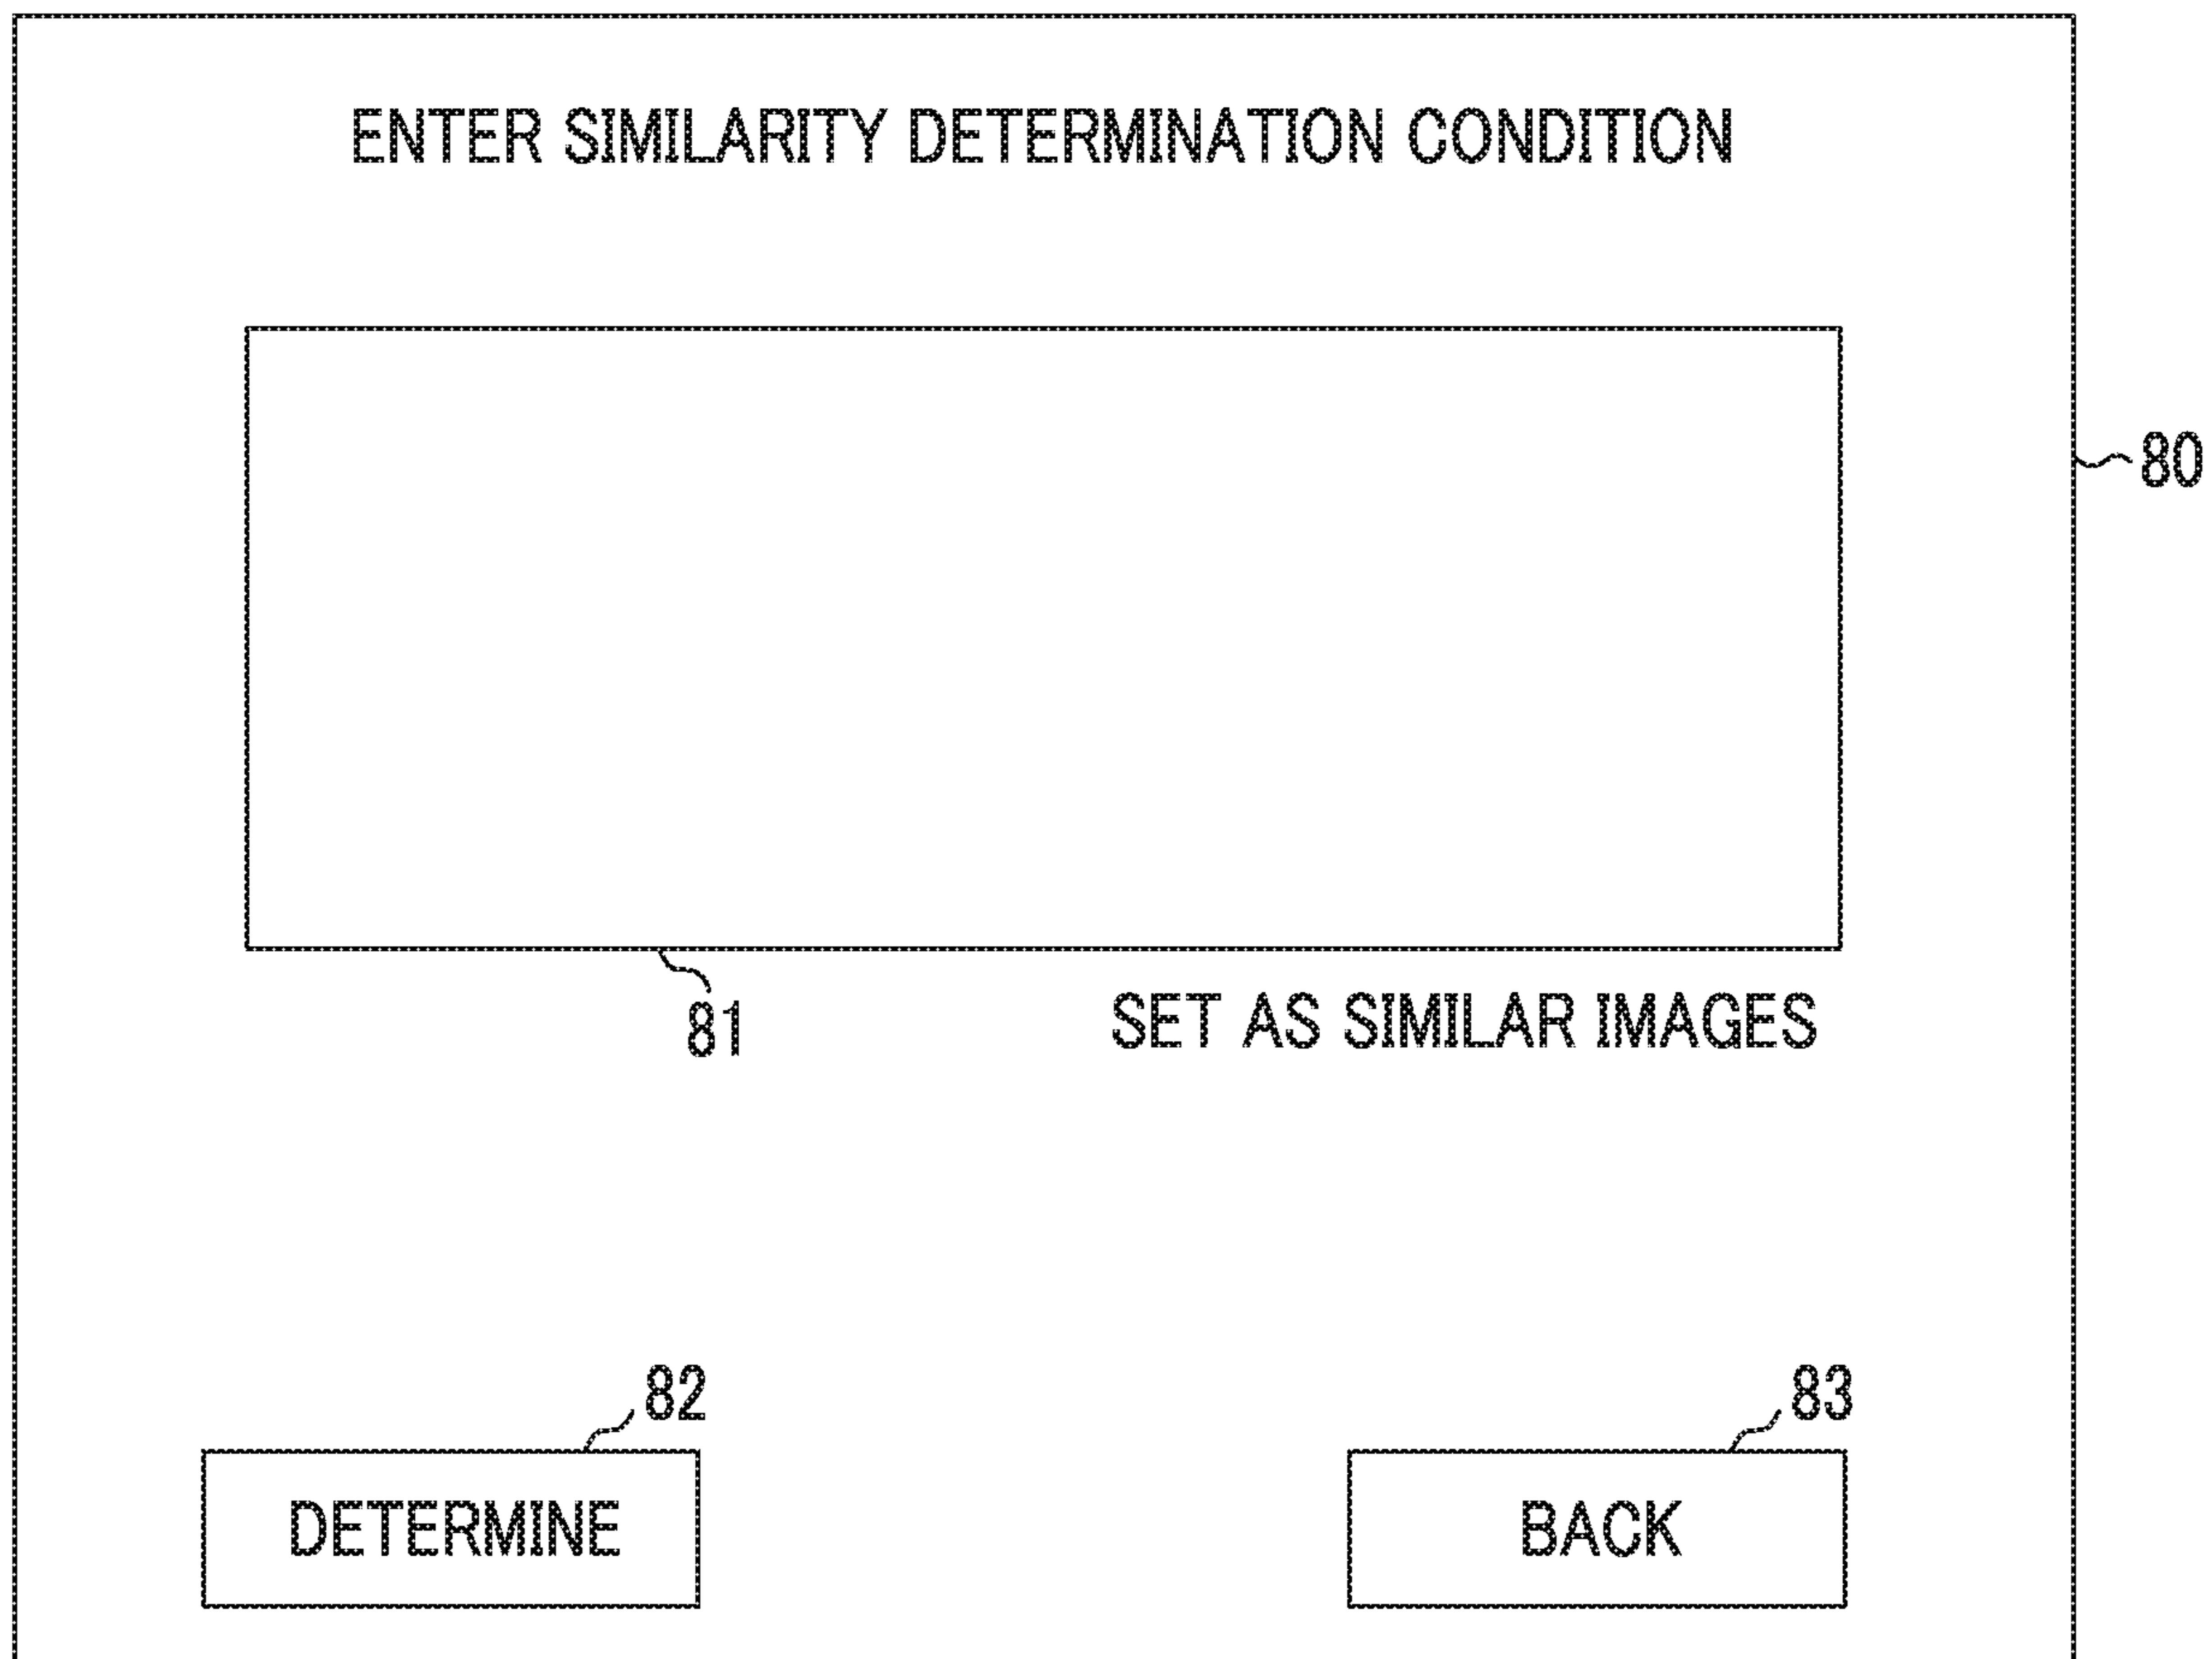 ENTER SIMILARITY DETERMINATION CONDITION
80
81
SET AS SIMILAR IMAGES
82
83
DETERMINE
BACK